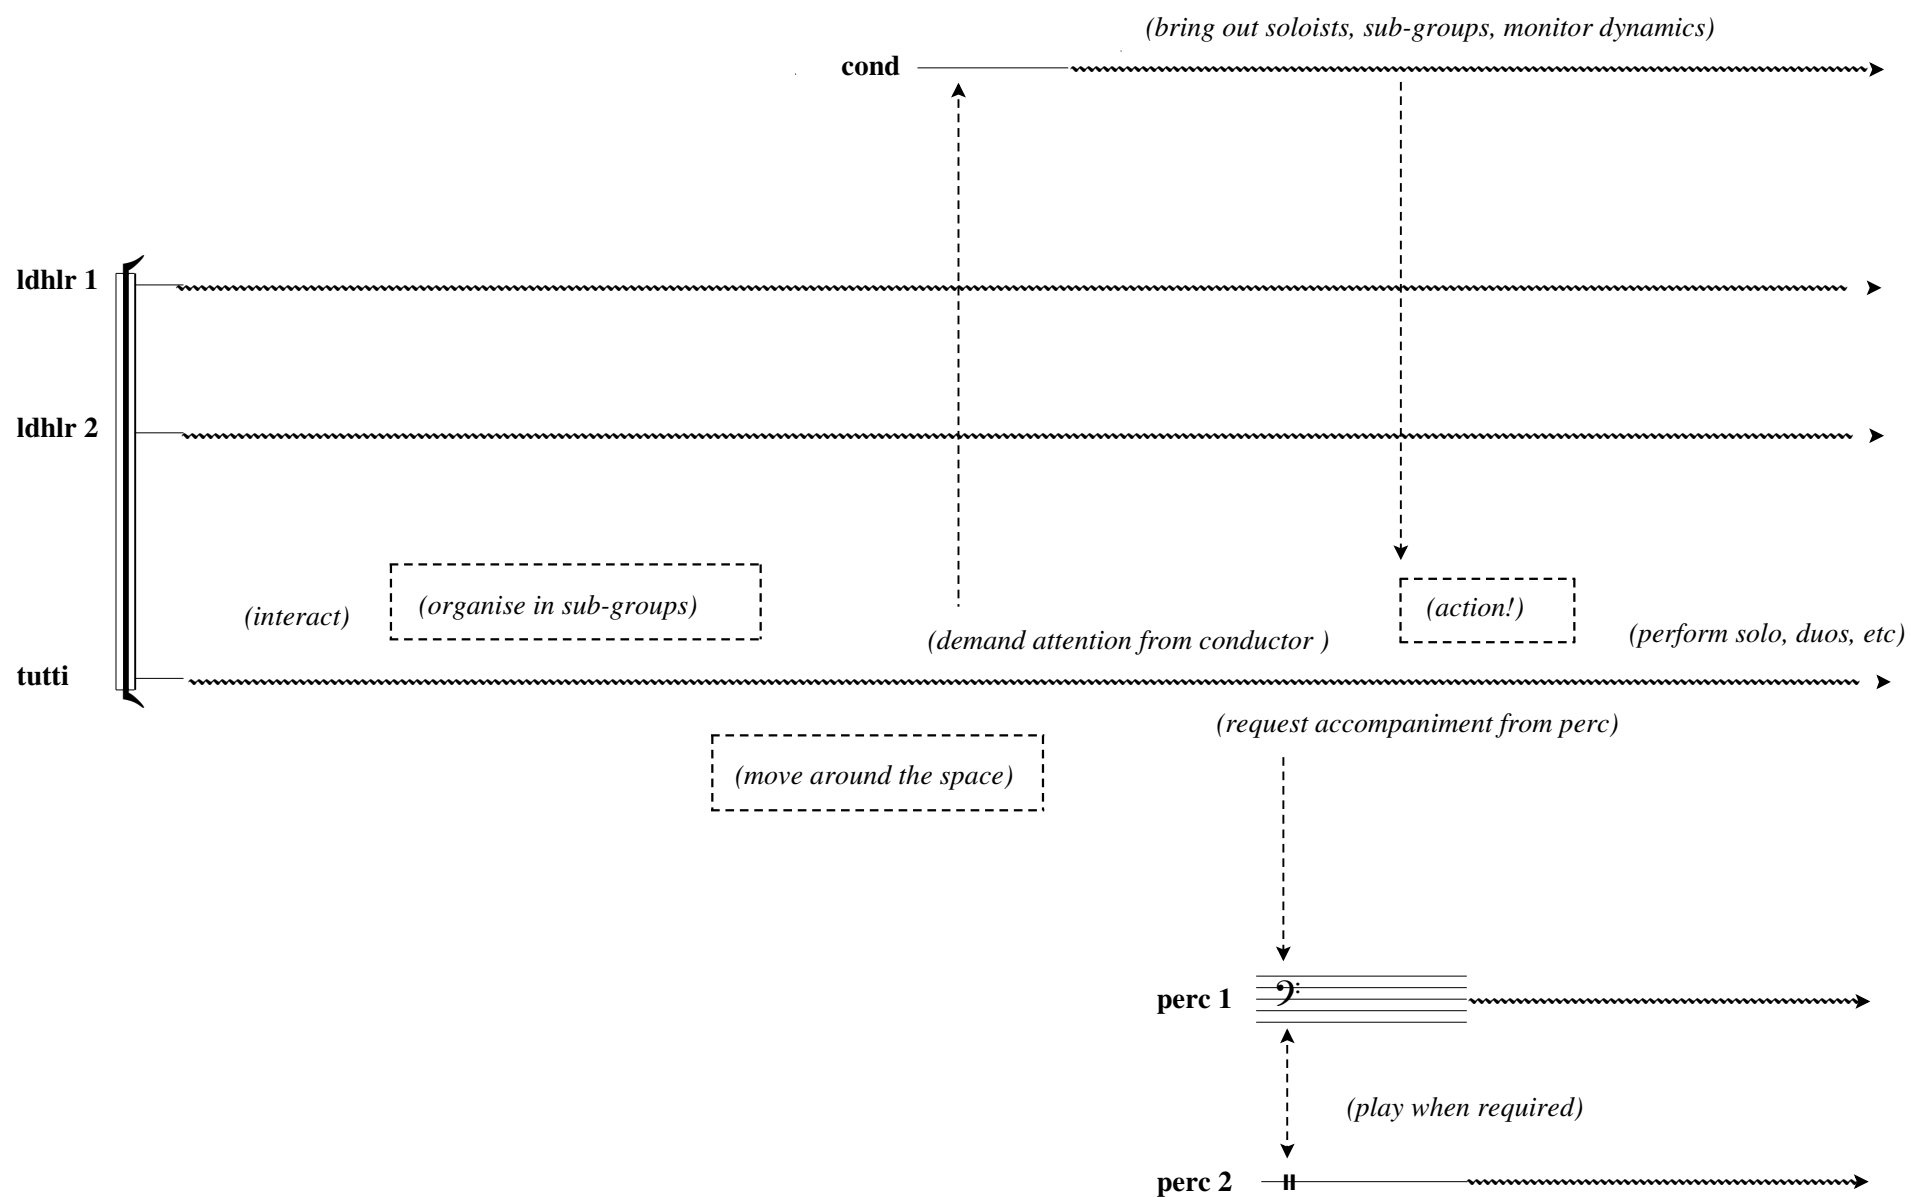 (bring out soloists, sub-groups, monitor dynamics)
cond
ldhlr 1
ldhlr 2
(organise in sub-groups)
(action!)
(interact)
(demand attention from conductor )
(perform solo, duos, etc)
tutti
(request accompaniment from perc)
(move around the space)
perc 1
(play when required)
perc 2